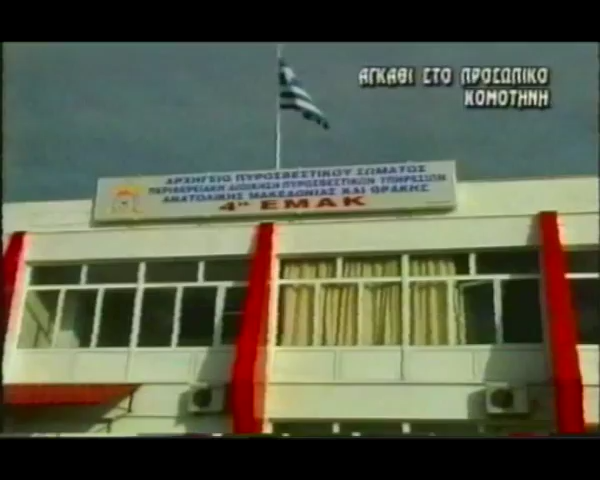 ΑΓΚΑΘΙ ΣΤΟ ΠΡΟΣΩΠΙΚΟ
ΚΟΜΟΤΗΝΗ
ΑΡΧΗΓΕΙΟ ΠΥΡΟΣΒΕΣΤΙΚΟΥ ΣΩΜΑΤΟΣ
ΠΕΡΙΦΕΡΕΙΑΚΗ ΔΙΟΙΚΗΣΗ ΠΥΡΟΣΒΕΣΤΙΚΩΝ ΥΠΗΡΕΣΙΩΝ
ΑΝΑΤΟΛΙΚΗΣ ΜΑΚΕΔΟΝΙΑΣ ΚΑΙ ΘΡΑΚΗΣ
4η ΕΜΑΚ